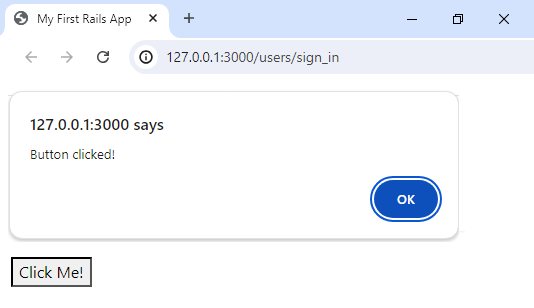 My First Rails App
127.0.0.1:3000/users/sign_in
127.0.0.1:3000 says
Button clicked!
OK
Click Me!